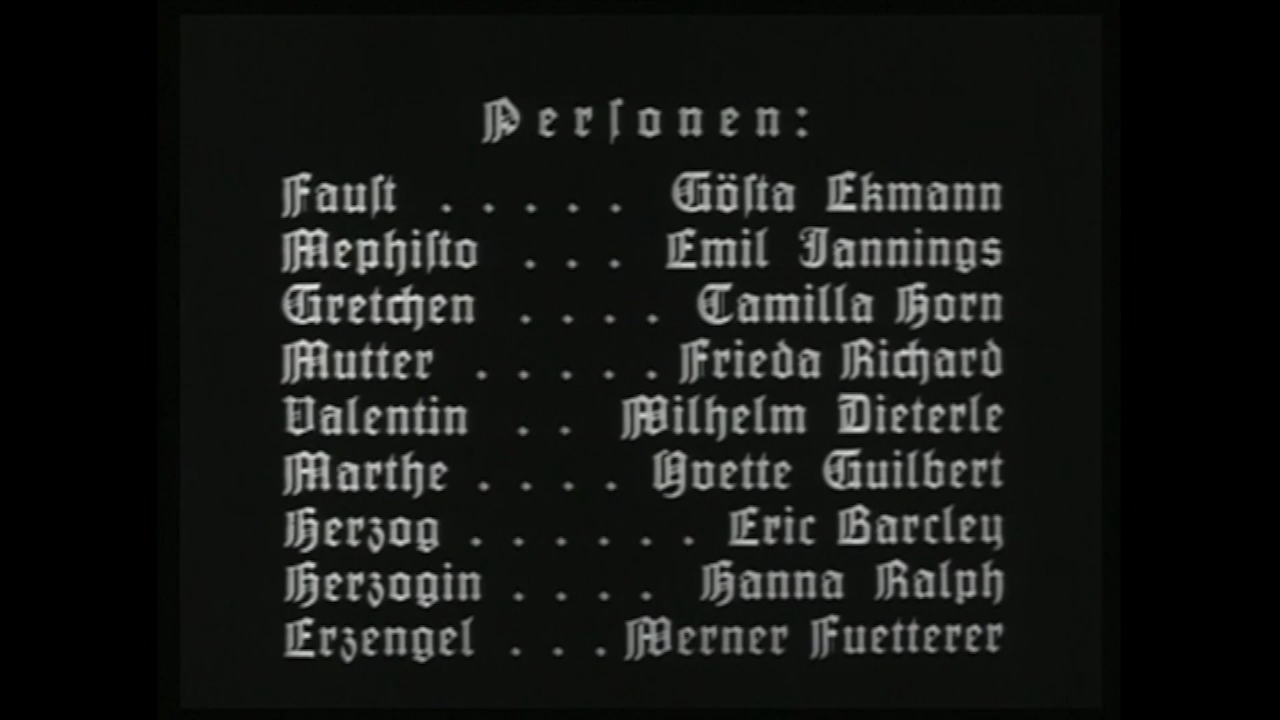 Perſonen:
Fauſt . . . . . Göſta Ekmann
Mephiſto . . . Emil Jannings
Gretchen . . . . Camilla Horn
Mutter . . . . . Frieda Richard
Valentin . . Wilhelm Dieterle
Marthe . . . . Yvette Guilbert
Herzog . . . . . . Eric Barcley
Herzogin . . . . Hanna Ralph
Erzengel . . . Werner Fuetterer